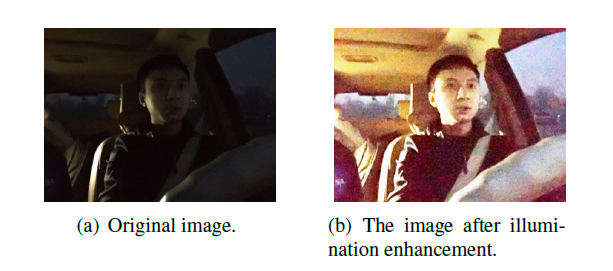 (a) Original image.
(b) The image after illumi-
nation enhancement.